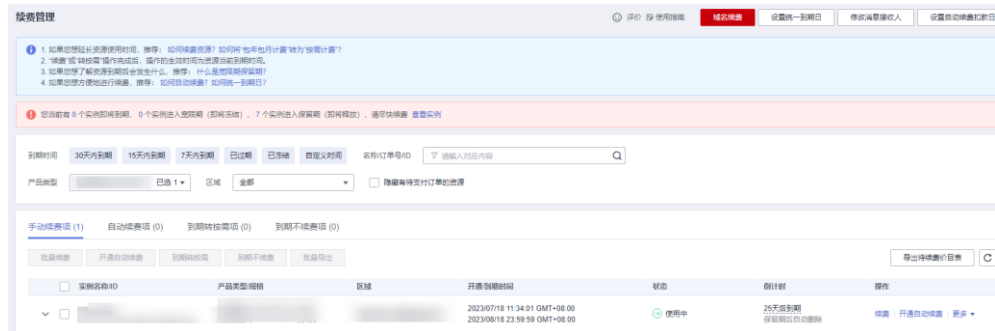 续费管理
评价 使用指南 域名续费 设置统一到期日 修改消息接收人 设置自动续费扣款日
1. 如果您想延长资源使用时间，推荐： 如何续费资源？ 如何将“包年包月计费”转为“按需计费”？
2. “续费”或“转按需”操作完成后，操作的生效时间为资源当前到期时间。
3. 如果您想了解资源到期后会发生什么，推荐： 什么是宽限期保留期？
4. 如果您想方便地进行续费，推荐： 如何自动续费？ 如何统一到期日？
您当前有 0 个实例即将到期， 0 个实例进入宽限期（即将冻结）， 7 个实例进入保留期（即将释放），请尽快续费 查看实例
到期时间 30天内到期 15天内到期 7天内到期 已过期 已冻结 自定义时间 名称/订单号/ID 请输入对应内容
产品类型 已选 1 区域 全部 隐藏有待支付订单的资源
手动续费项 (1) 自动续费项 (0) 到期转按需项 (0) 到期不续费项 (0)
批量续费 开通自动续费 到期转按需 到期不续费 批量导出 导出待续费价目表
实例名称/ID 产品类型/规格 区域 开通/到期时间 状态 倒计时 操作
2023/07/18 11:34:01 GMT+08:00 使用中 25天后到期 续费 开通自动续费 更多
2023/08/18 23:59:59 GMT+08:00 保留期后自动删除